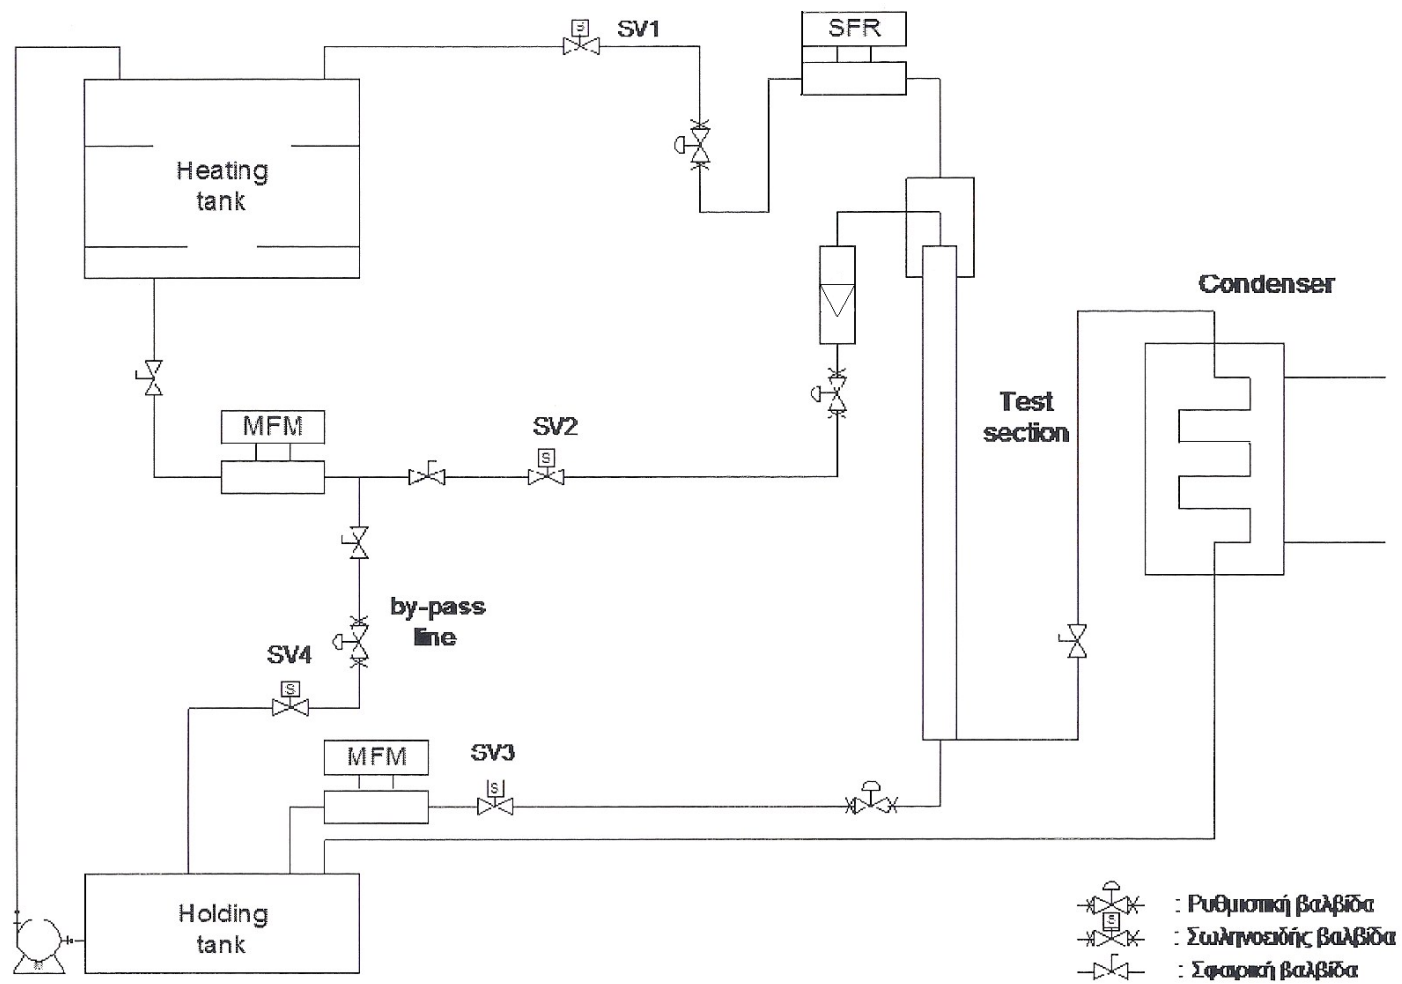 SV1
SFR
S
Heating
tank
Condenser
MFM
SV2
S
Test
section
by-pass
line
SV4
S
MFM
SV3
S
Holding
tank
: Ρυθμιστική βαλβίδα
S
: Σωληνοειδής βαλβίδα
: Σφαιρική βαλβίδα